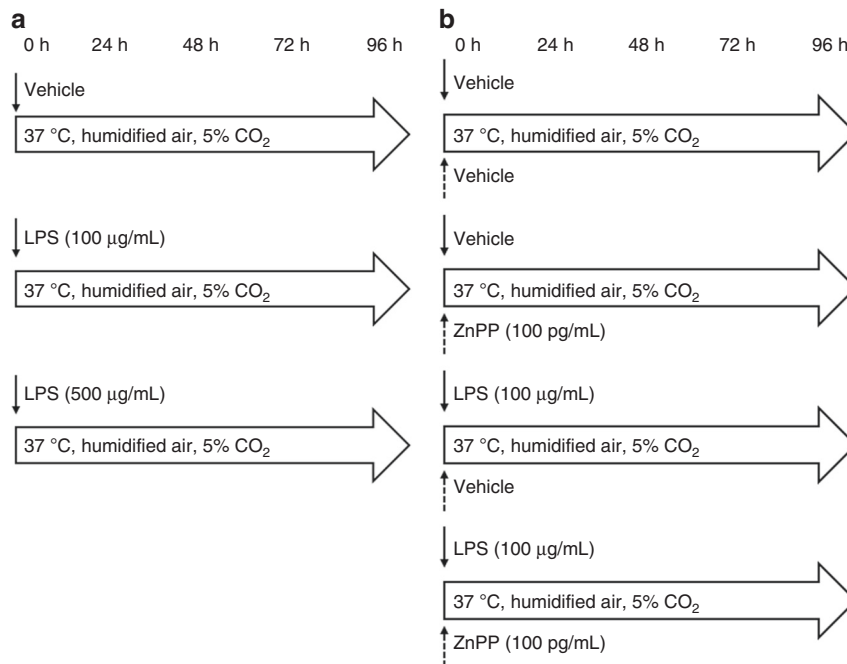 a
0 h 24 h 48 h 72 h 96 h
Vehicle
37 °C, humidified air, 5% CO₂
LPS (100 µg/mL)
37 °C, humidified air, 5% CO₂
LPS (500 µg/mL)
37 °C, humidified air, 5% CO₂
b
0 h 24 h 48 h 72 h 96 h
Vehicle
37 °C, humidified air, 5% CO₂
Vehicle
Vehicle
37 °C, humidified air, 5% CO₂
ZnPP (100 pg/mL)
LPS (100 µg/mL)
37 °C, humidified air, 5% CO₂
Vehicle
LPS (100 µg/mL)
37 °C, humidified air, 5% CO₂
ZnPP (100 pg/mL)